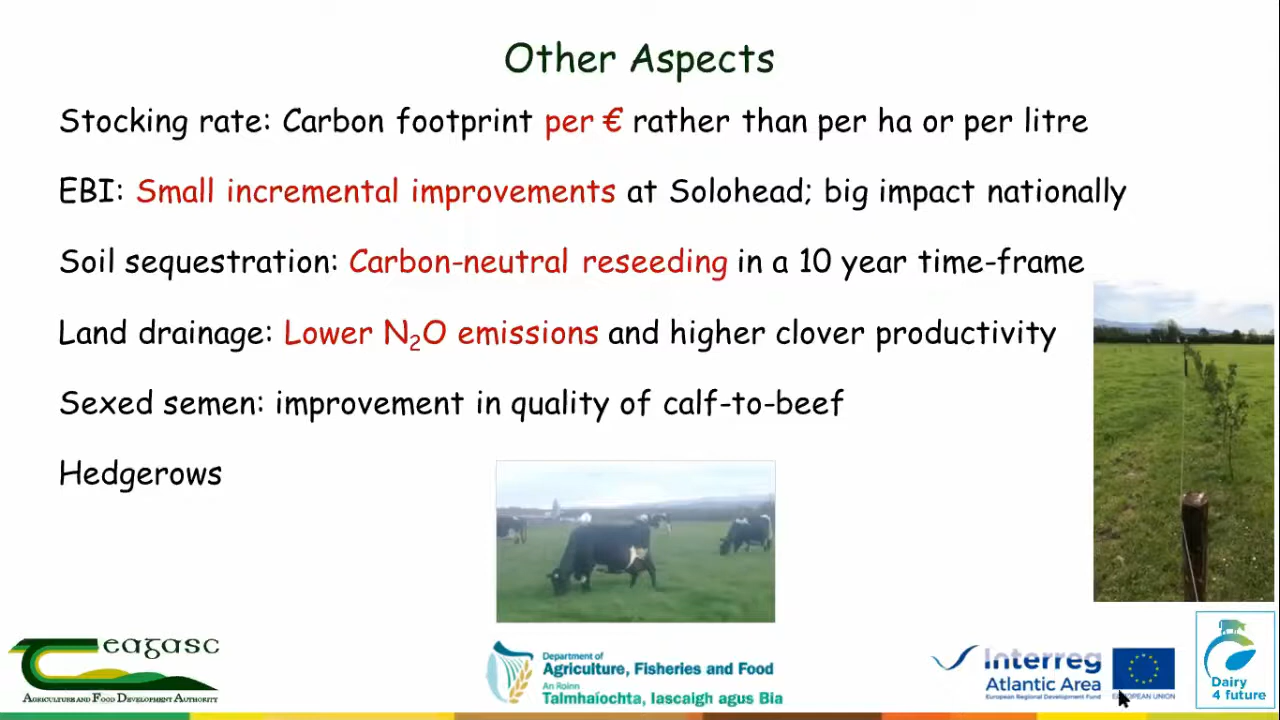 Other Aspects
Stocking rate: Carbon footprint per € rather than per ha or per litre
EBI: Small incremental improvements at Solohead; big impact nationally
Soil sequestration: Carbon-neutral reseeding in a 10 year time-frame
Land drainage: Lower N₂O emissions and higher clover productivity
Sexed semen: improvement in quality of calf-to-beef
Hedgerows
Teagasc
AGRICULTURE AND FOOD DEVELOPMENT AUTHORITY
Department of
Agriculture, Fisheries and Food
An Roinn
Talmhaíochta, Iascaigh agus Bia
Interreg
Atlantic Area
European Regional Development Fund
EUROPEAN UNION
Dairy
4 future